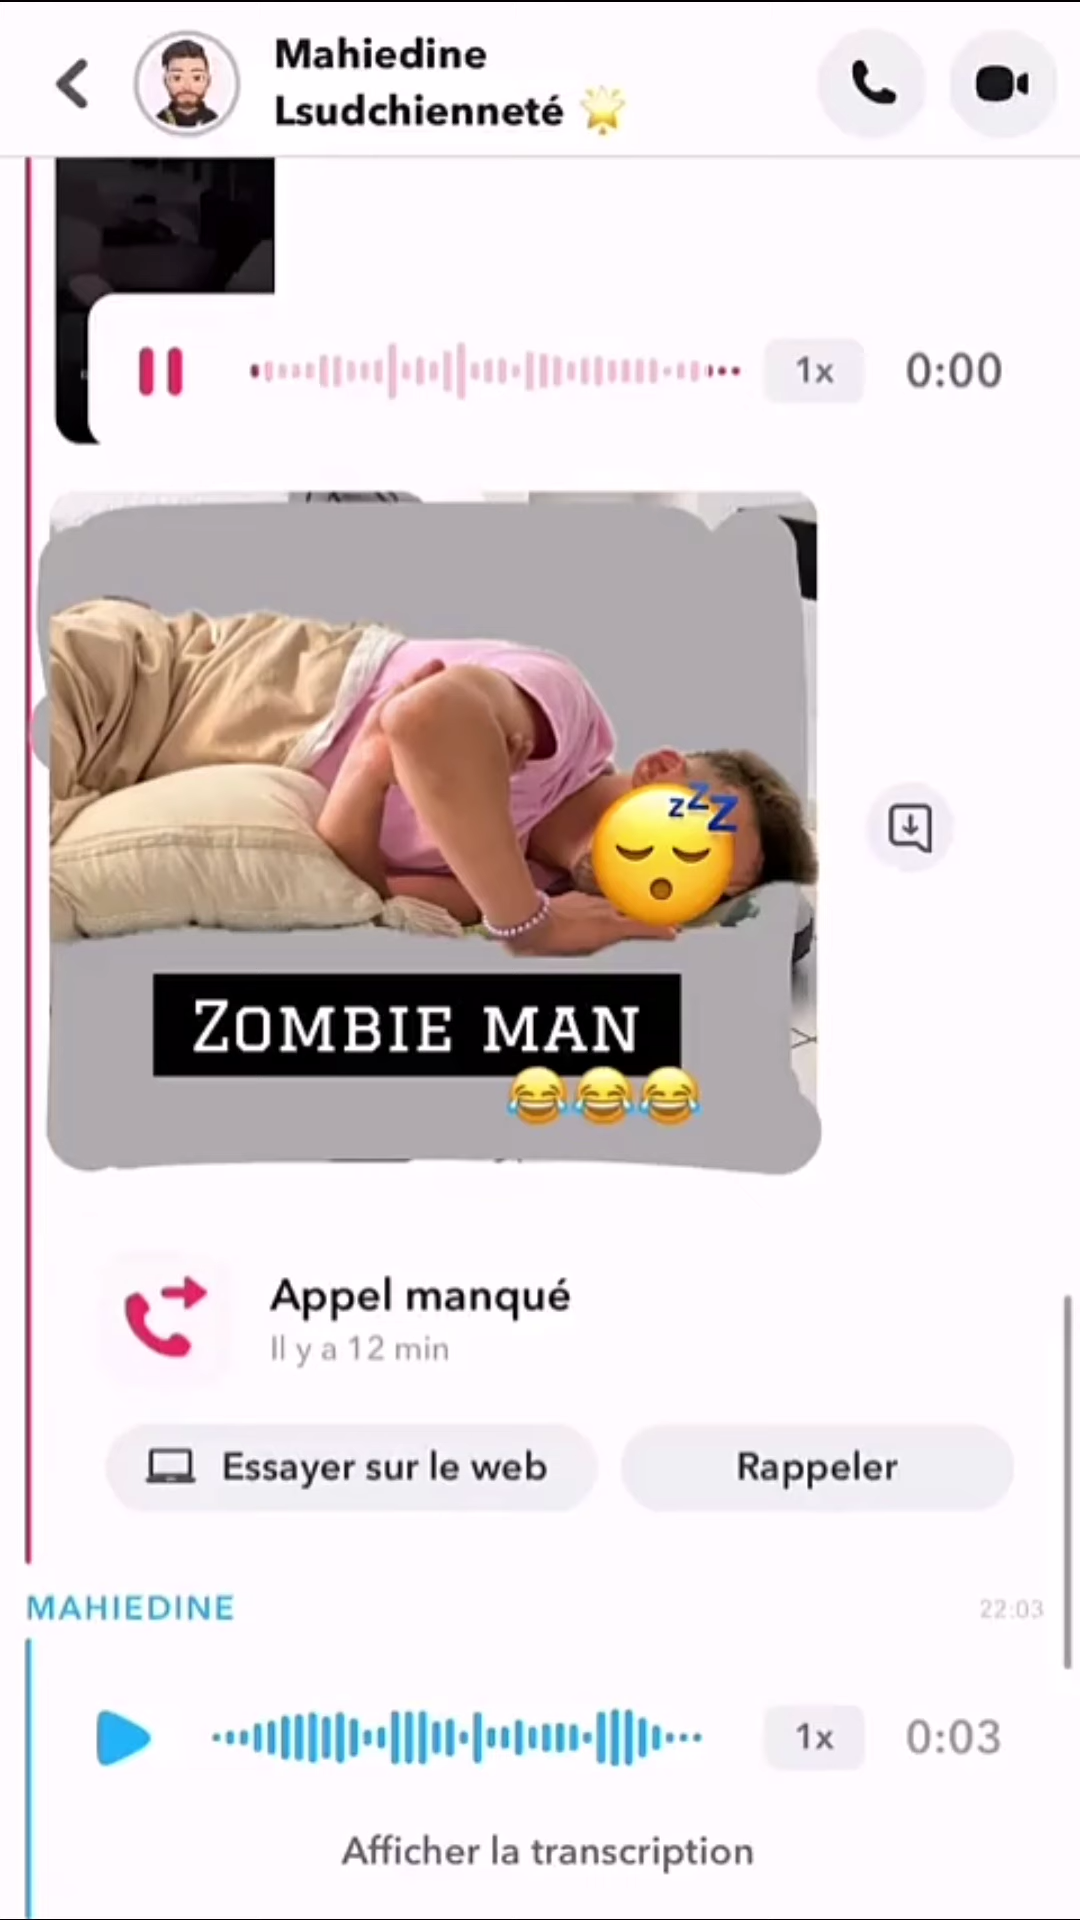 Mahiedine
Lsudchienneté 🌟
1x 0:00
ZOMBIE MAN
😂😂😂
Appel manqué
Il y a 12 min
Essayer sur le web
Rappeler
MAHIEDINE
22:03
1x 0:03
Afficher la transcription